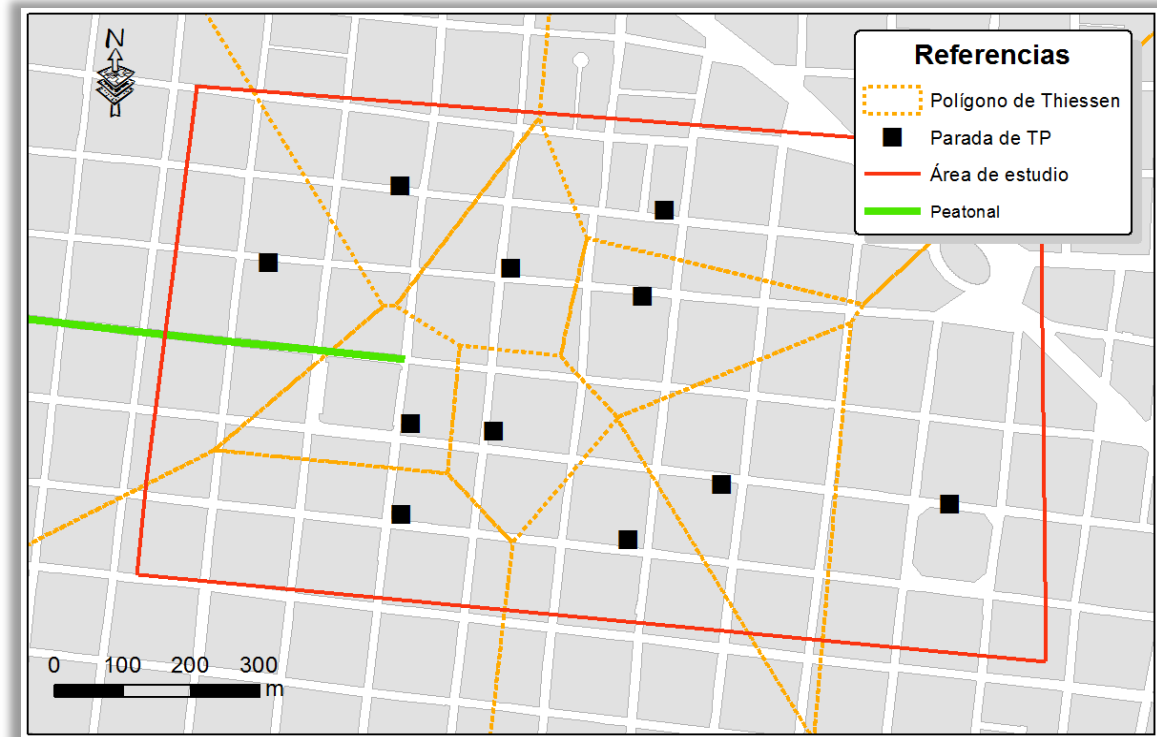 N
Referencias
Polígono de Thiessen
Parada de TP
Área de estudio
Peatonal
0 100 200 300
m